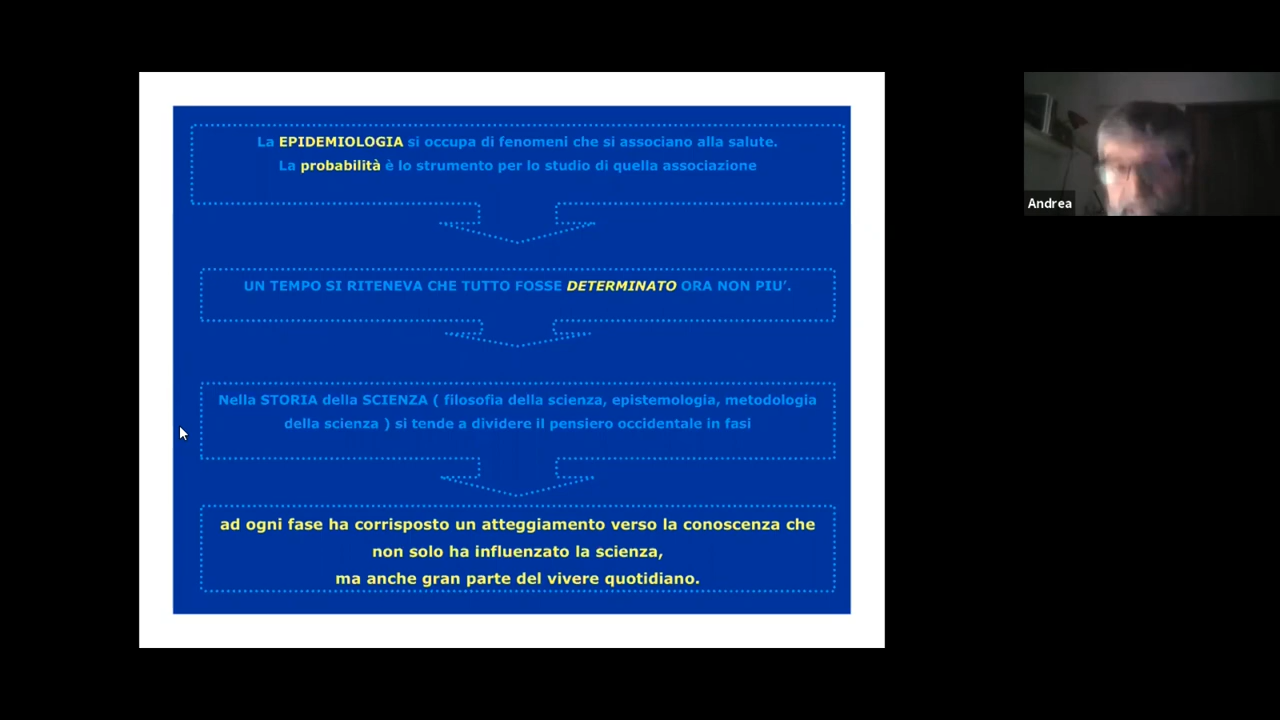 La EPIDEMIOLOGIA si occupa di fenomeni che si associano alla salute.
La probabilità è lo strumento per lo studio di quella associazione
UN TEMPO SI RITENEVA CHE TUTTO FOSSE DETERMINATO ORA NON PIU’.
Nella STORIA della SCIENZA ( filosofia della scienza, epistemologia, metodologia
della scienza ) si tende a dividere il pensiero occidentale in fasi
ad ogni fase ha corrisposto un atteggiamento verso la conoscenza che
non solo ha influenzato la scienza,
ma anche gran parte del vivere quotidiano.
Andrea